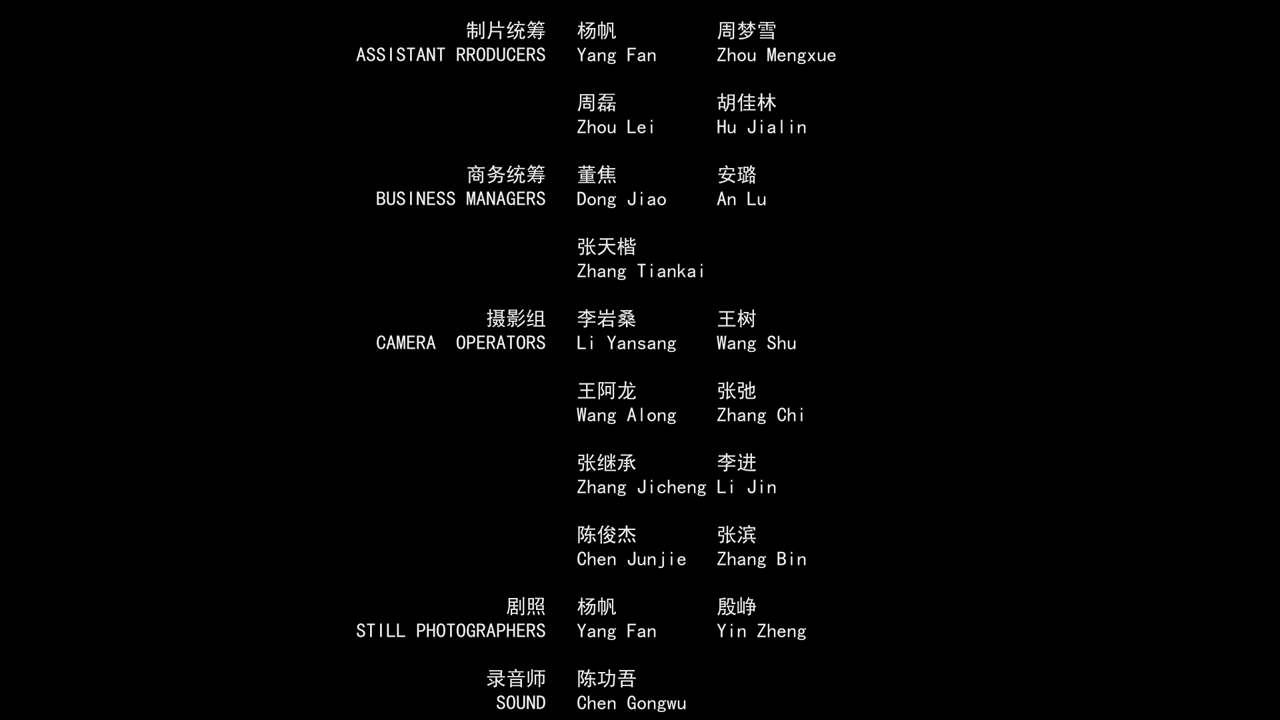 制片统筹 杨帆 周梦雪
ASSISTANT RRODUCERS Yang Fan Zhou Mengxue
周磊 胡佳林
Zhou Lei Hu Jialin
商务统筹 董焦 安璐
BUSINESS MANAGERS Dong Jiao An Lu
张天楷
Zhang Tiankai
摄影组 李岩桑 王树
CAMERA OPERATORS Li Yansang Wang Shu
王阿龙 张弛
Wang Along Zhang Chi
张继承 李进
Zhang Jicheng Li Jin
陈俊杰 张滨
Chen Junjie Zhang Bin
剧照 杨帆 殷峥
STILL PHOTOGRAPHERS Yang Fan Yin Zheng
录音师 陈功吾
SOUND Chen Gongwu